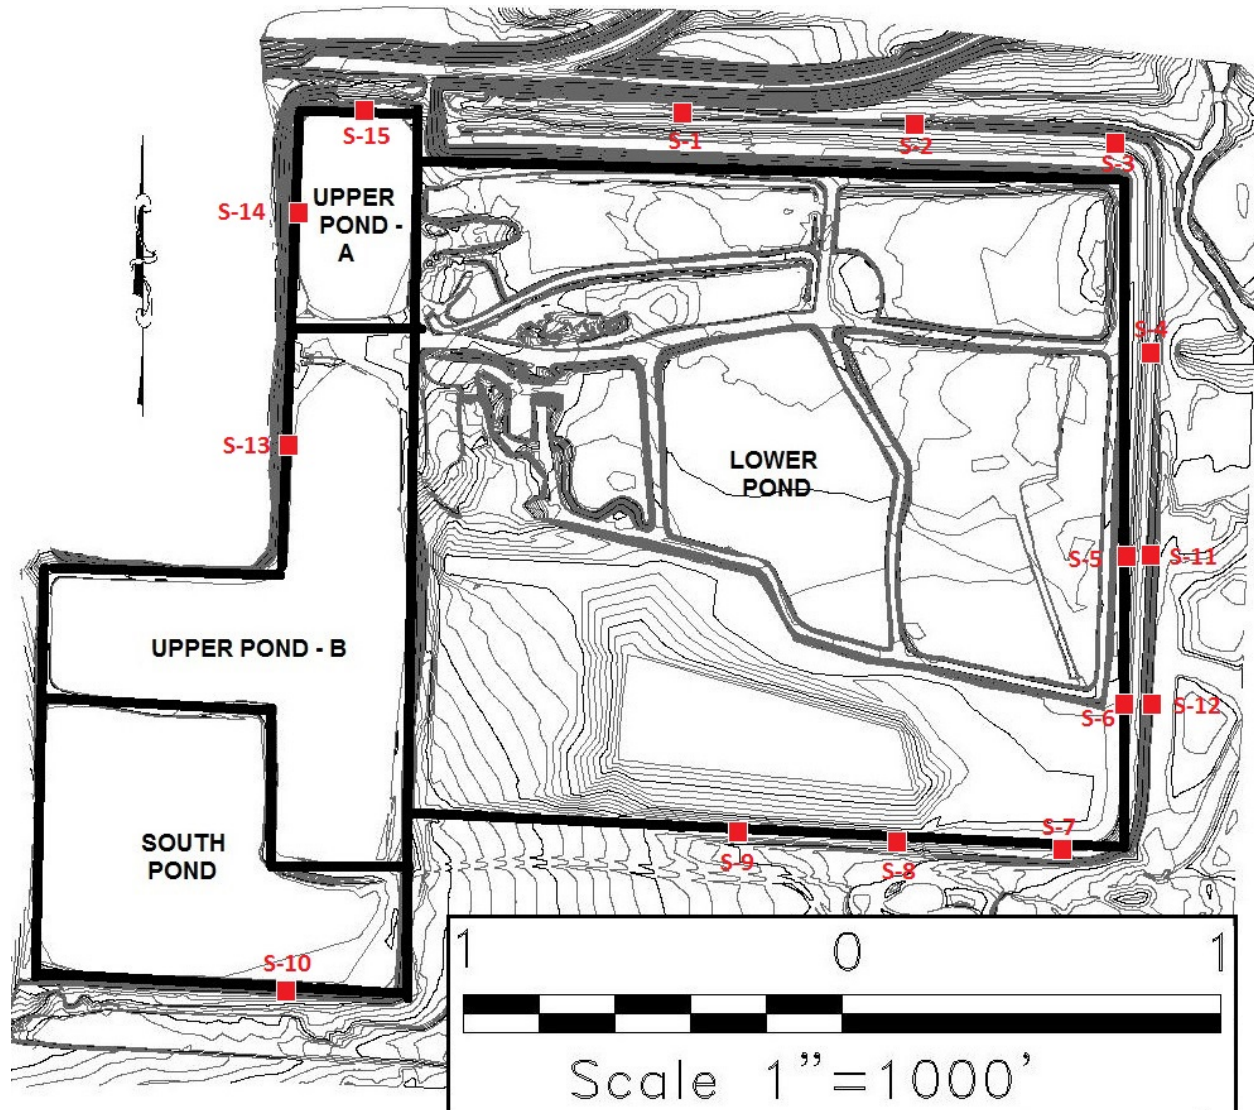 S-15
S-1
S-2
S-3
UPPER
POND -
A
S-14
S-4
S-13
LOWER
POND
S-5
S-11
UPPER POND - B
S-6
S-12
SOUTH
POND
S-7
S-9
S-8
S-10
1 0 1
Scale 1"=1000'